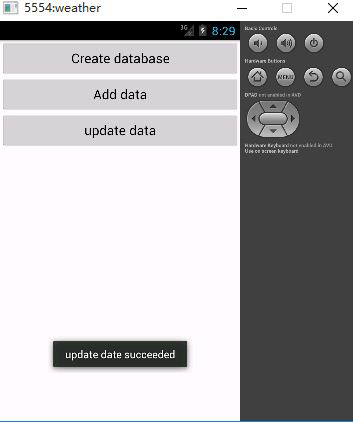 5554:weather
3G 8:29
Create database
Add data
update data
update date succeeded
Basic Controls
Hardware Buttons
MENU
DPAD not enabled in AVD
Hardware Keyboard not enabled in AVD
Use on screen keyboard